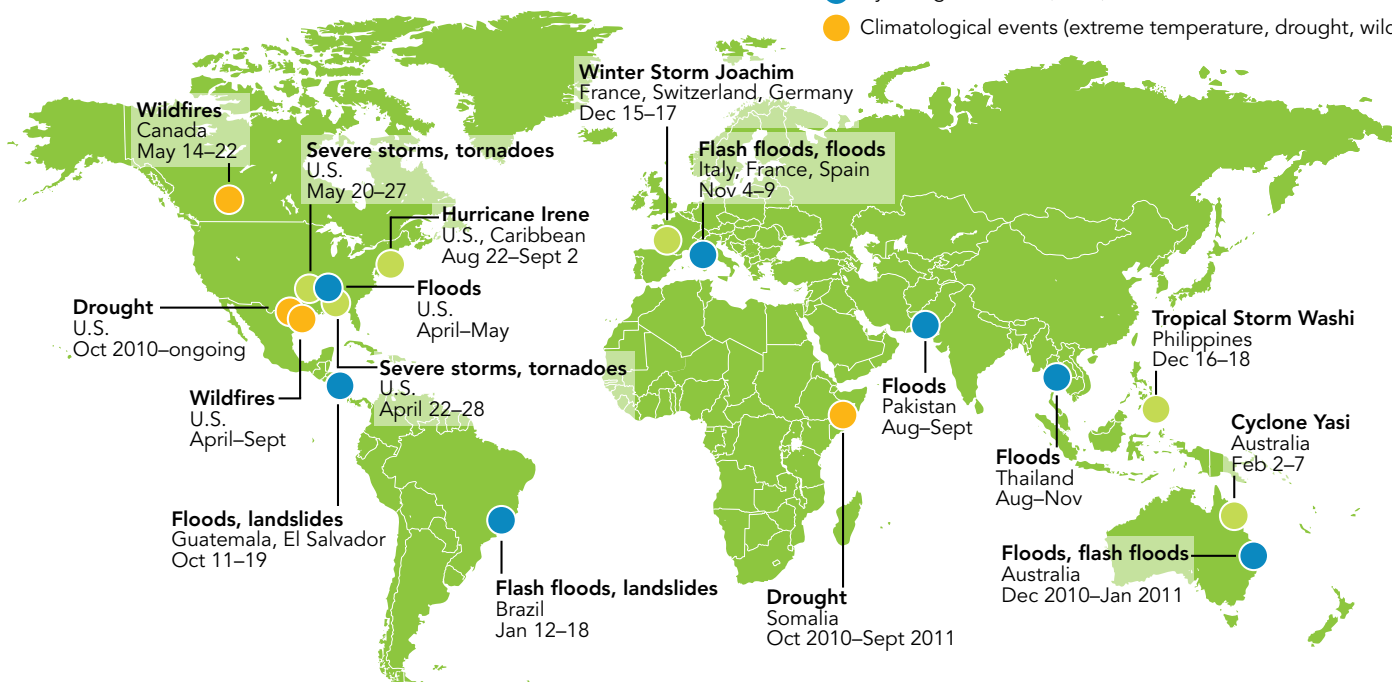 Climatological events (extreme temperature, drought, wild
Winter Storm Joachim
France, Switzerland, Germany
Dec 15–17
Wildfires
Canada
May 14–22
Severe storms, tornadoes
U.S.
May 20–27
Flash floods, floods
Italy, France, Spain
Nov 4–9
Hurricane Irene
U.S., Caribbean
Aug 22–Sept 2
Floods
U.S.
April–May
Drought
U.S.
Oct 2010–ongoing
Tropical Storm Washi
Philippines
Dec 16–18
Severe storms, tornadoes
U.S.
April 22–28
Wildfires
U.S.
April–Sept
Floods
Pakistan
Aug–Sept
Cyclone Yasi
Australia
Feb 2–7
Floods
Thailand
Aug–Nov
Floods, landslides
Guatemala, El Salvador
Oct 11–19
Floods, flash floods
Australia
Dec 2010–Jan 2011
Flash floods, landslides
Brazil
Jan 12–18
Drought
Somalia
Oct 2010–Sept 2011